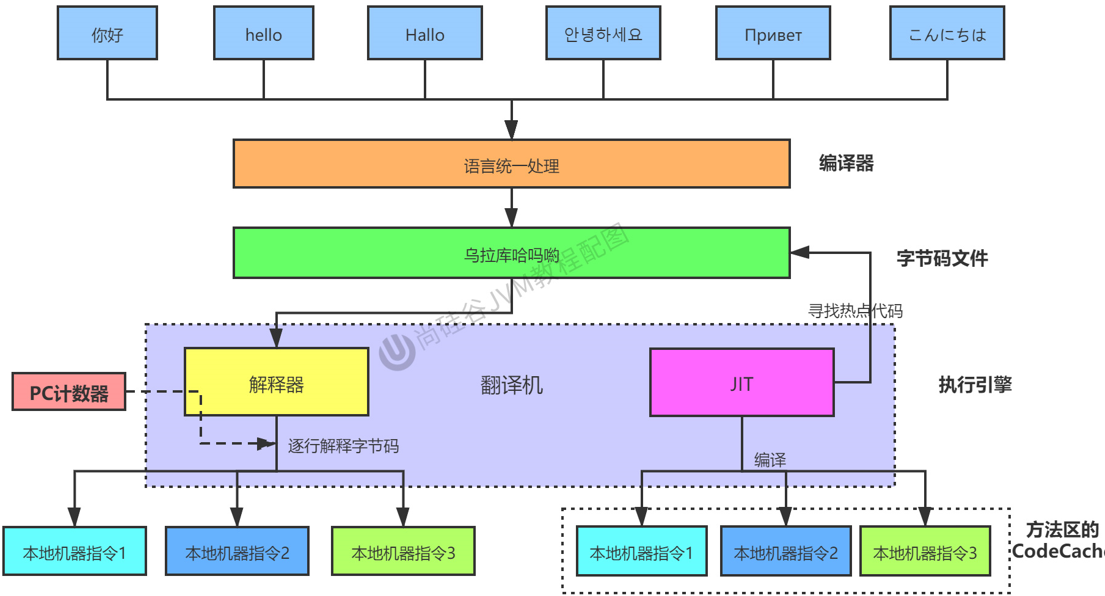 你好
hello
Hallo
안녕하세요
Привет
こんにちは
语言统一处理
编译器
乌拉库哈吗哟
字节码文件
尚硅谷JVM教程配图
寻找热点代码
解释器
翻译机
JIT
执行引擎
PC计数器
逐行解释字节码
编译
本地机器指令1
本地机器指令2
本地机器指令3
本地机器指令1
本地机器指令2
本地机器指令3
方法区的
CodeCache